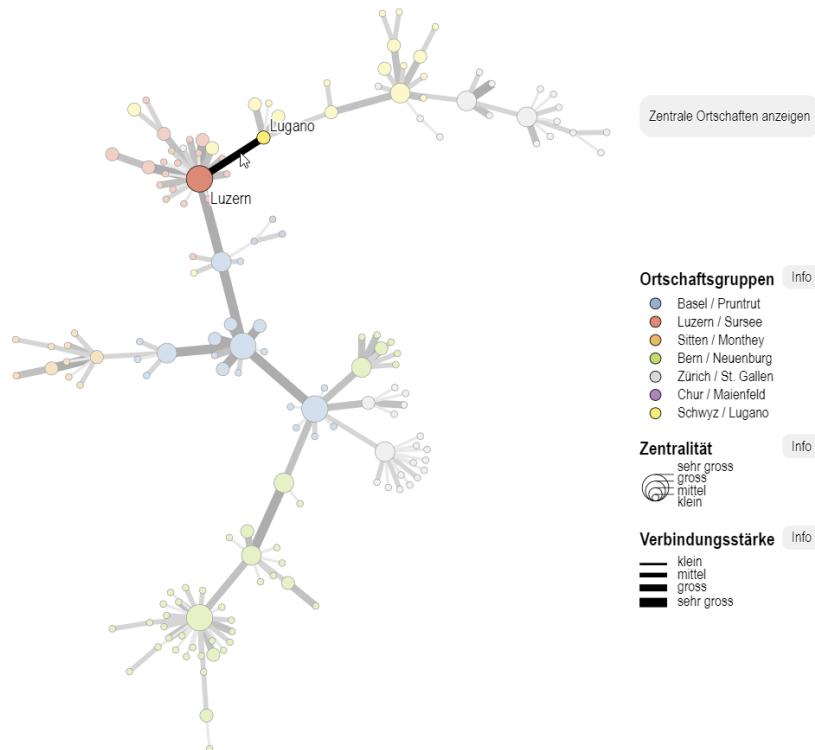 Lugano
Zentrale Ortschaften anzeigen
Luzern
Ortschaftsgruppen
Info
Basel / Pruntrut
Luzern / Sursee
Sitten / Monthey
Bern / Neuenburg
Zürich / St. Gallen
Chur / Maienfeld
Schwyz / Lugano
Zentralität
Info
sehr gross
gross
mittel
klein
Verbindungsstärke
Info
klein
mittel
gross
sehr gross